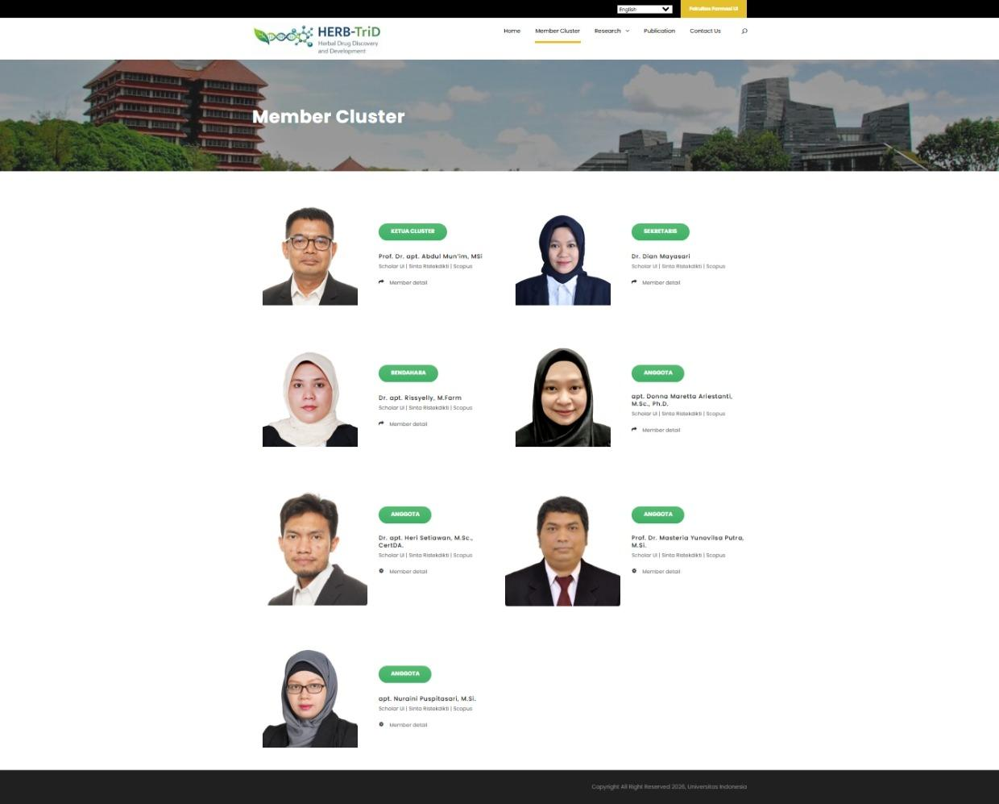 English
Fakultas Farmasi UI
HERB-TriD
Herbal Drug Discovery
and Development
Home
Member Cluster
Research
Publication
Contact Us
Member Cluster
KETUA CLUSTER
Prof. Dr. apt. Abdul Mun'im, MSi
Scholar UI | Sinta Ristekdikti | Scopus
Member detail
SEKRETARIS
Dr. Dian Mayasari
Scholar UI | Sinta Ristekdikti | Scopus
Member detail
BENDAHARA
Dr. apt. Rissyelly, M.Farm
Scholar UI | Sinta Ristekdikti | Scopus
Member detail
ANGGOTA
apt. Donna Maretta Ariestanti,
M.Sc., Ph.D.
Scholar UI | Sinta Ristekdikti | Scopus
Member detail
ANGGOTA
Dr. apt. Heri Setiawan, M.Sc.,
CertDA.
Scholar UI | Sinta Ristekdikti | Scopus
Member detail
ANGGOTA
Prof. Dr. Masteria Yunovilsa Putra,
M.Si.
Scholar UI | Sinta Ristekdikti | Scopus
Member detail
ANGGOTA
apt. Nuraini Puspitasari, M.Si.
Scholar UI | Sinta Ristekdikti | Scopus
Member detail
Copyright All Right Reserved 2026, Universitas Indonesia